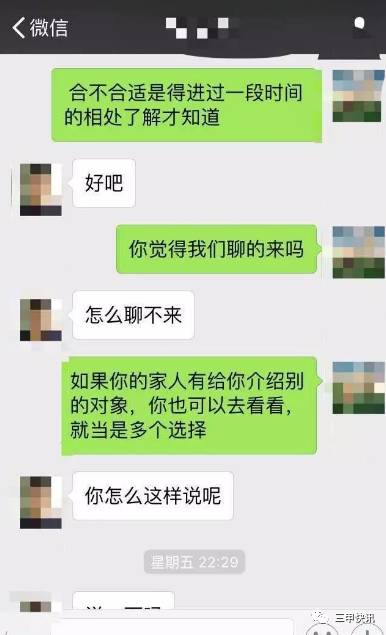 微信
合不合适是得进过一段时间
的相处了解才知道
好吧
你觉得我们聊的来吗
怎么聊不来
如果你的家人有给你介绍别
的对象，你也可以去看看，
就当是多个选择
你怎么这样说呢
星期五 22:29
三甲快讯